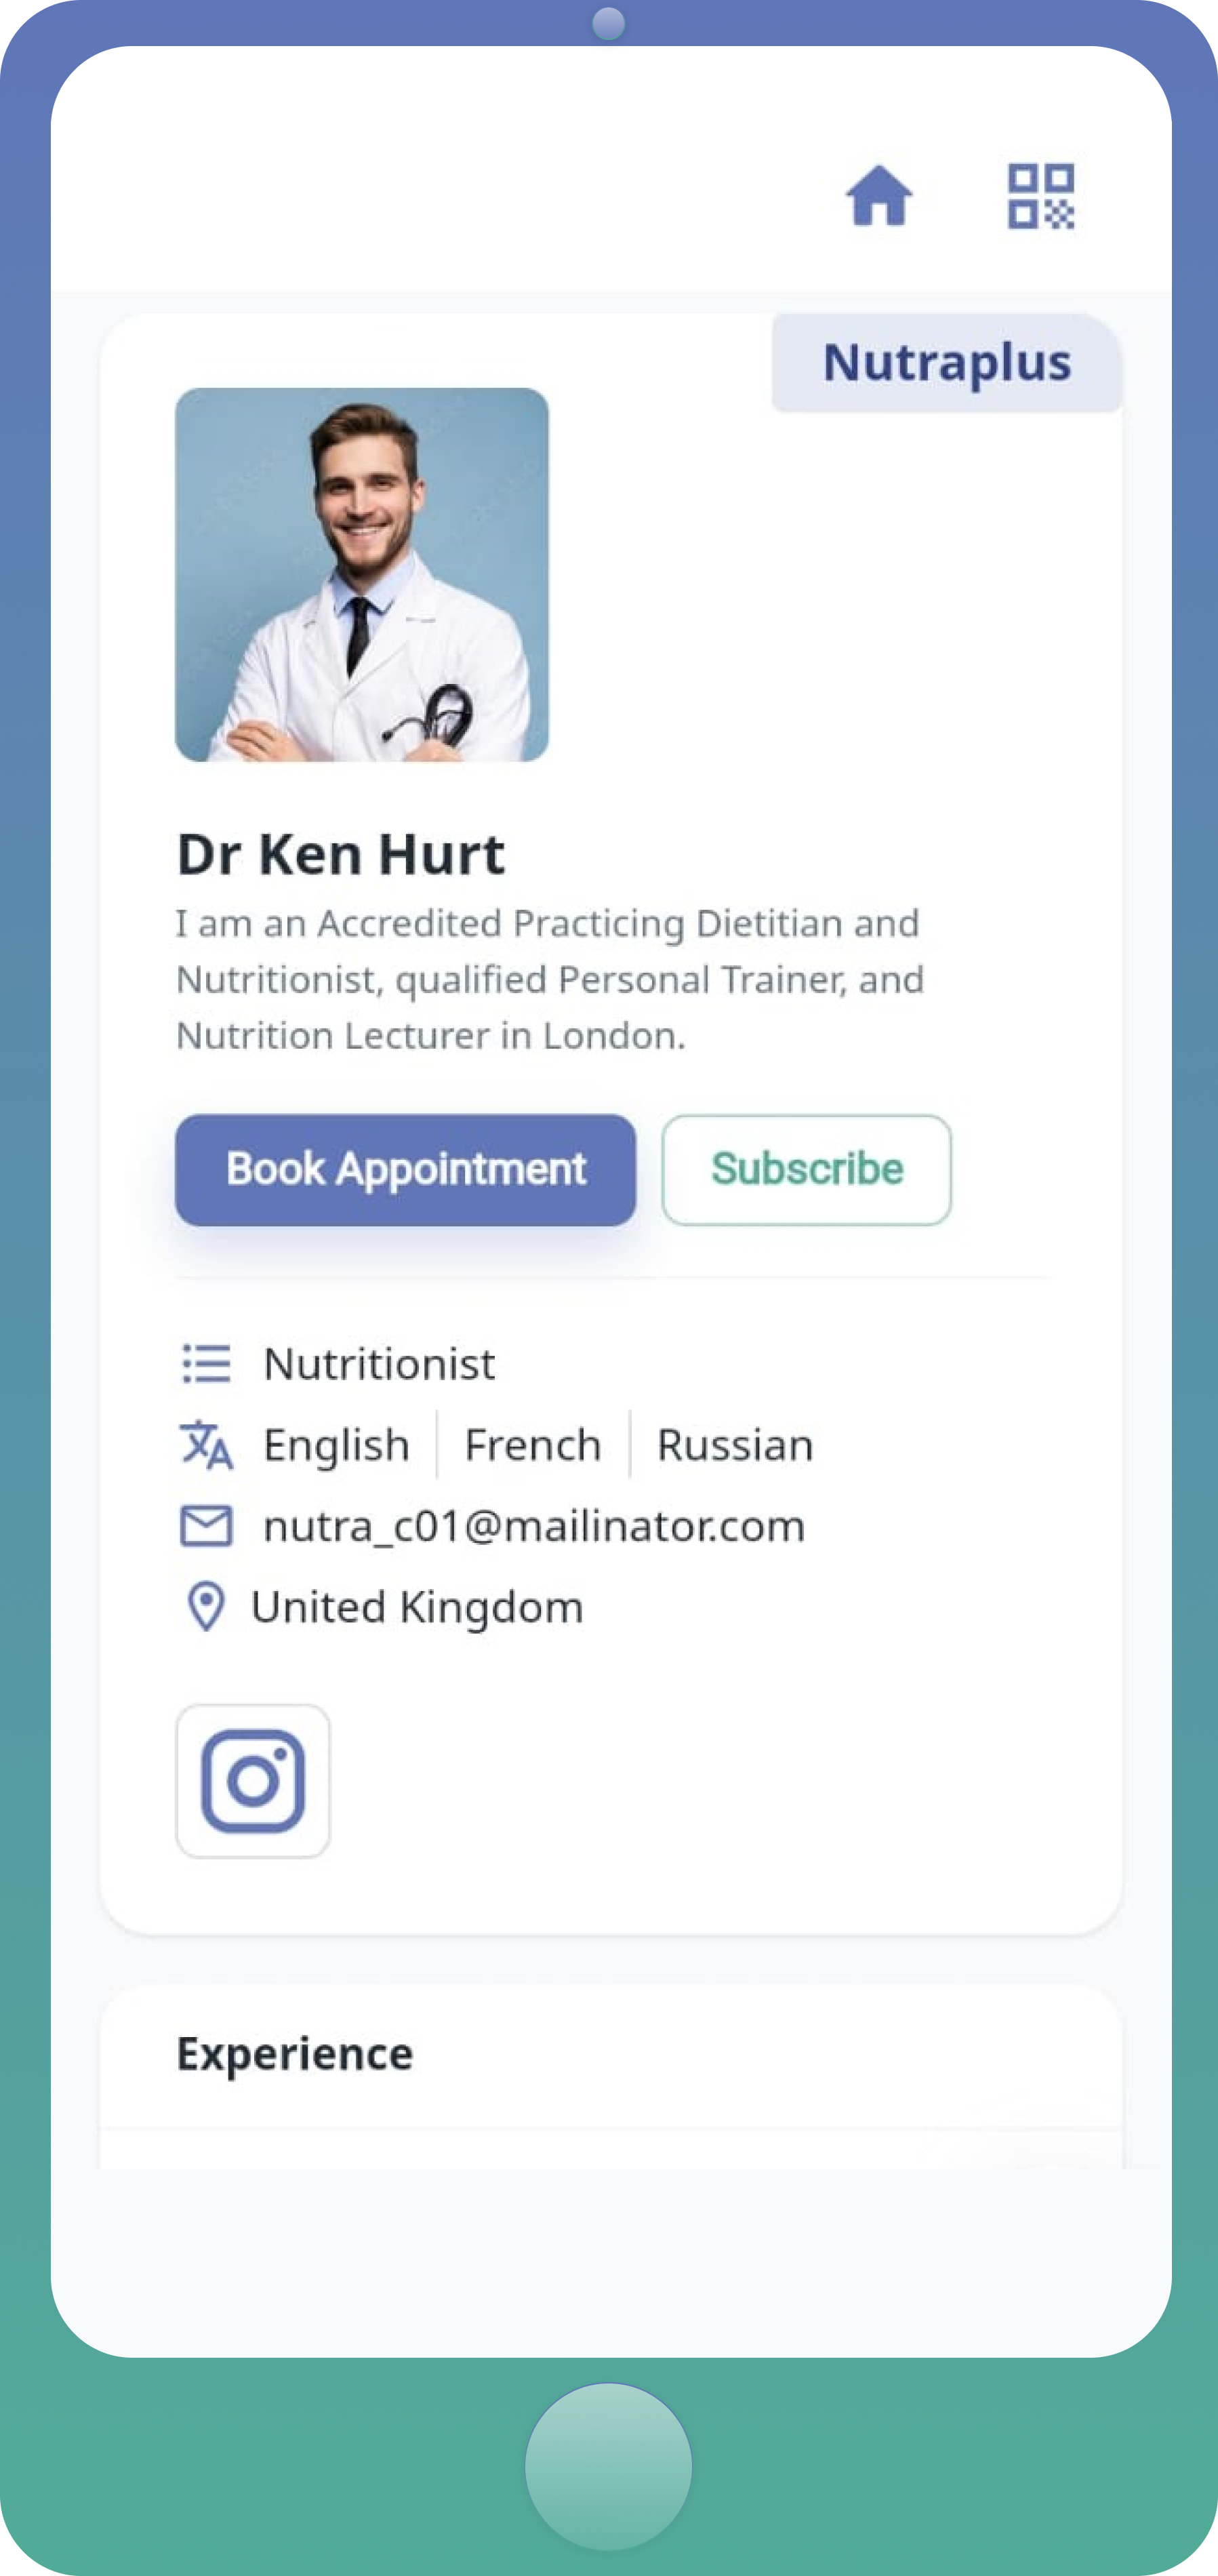 Nutraplus
Dr Ken Hurt
I am an Accredited Practicing Dietitian and
Nutritionist, qualified Personal Trainer, and
Nutrition Lecturer in London.
Book Appointment
Subscribe
Nutritionist
English
French
Russian
nutra_c01@mailinator.com
United Kingdom
Experience